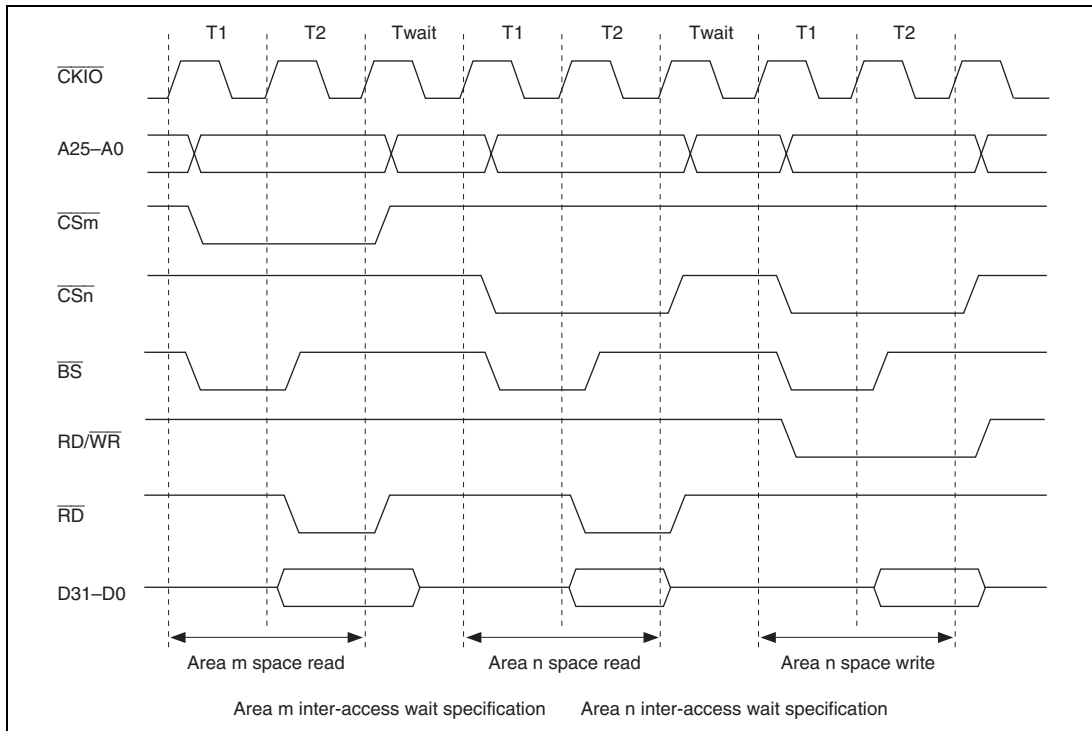 T1 T2 Twait T1 T2 Twait T1 T2
CKIO
A25–A0
CSm
CSn
BS
RD/WR
RD
D31–D0
Area m space read Area n space read Area n space write
Area m inter-access wait specification Area n inter-access wait specification